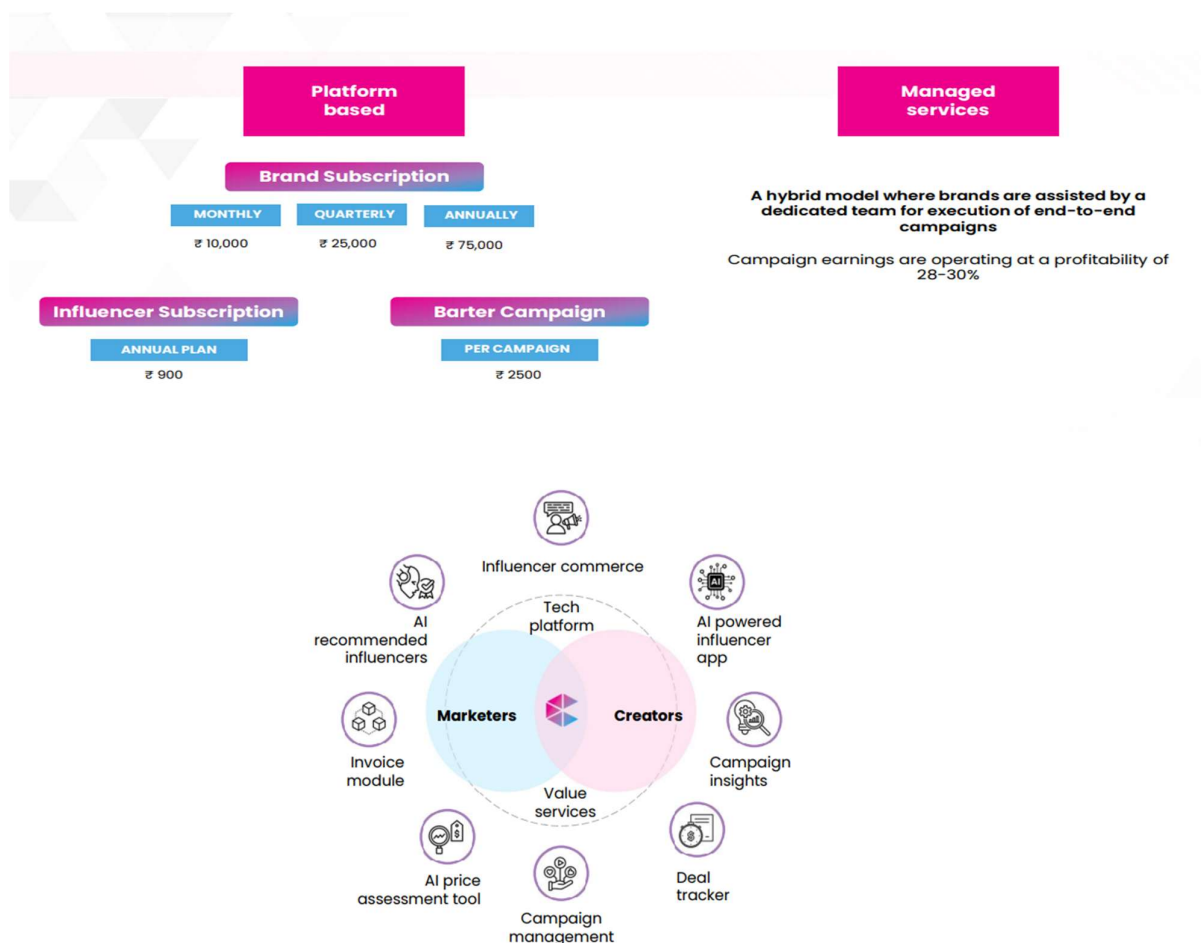 Platform
based
Managed
services
Brand Subscription
MONTHLY
QUARTERLY
ANNUALLY
₹ 10,000
₹ 25,000
₹ 75,000
A hybrid model where brands are assisted by a
dedicated team for execution of end-to-end
campaigns
Campaign earnings are operating at a profitability of
28-30%
Influencer Subscription
Barter Campaign
ANNUAL PLAN
PER CAMPAIGN
₹ 900
₹ 2500
Influencer commerce
AI
recommended
influencers
Tech
platform
AI
AI powered
influencer
app
Marketers
Creators
Invoice
module
Campaign
insights
Value
services
AI price
assessment tool
Deal
tracker
Campaign
management